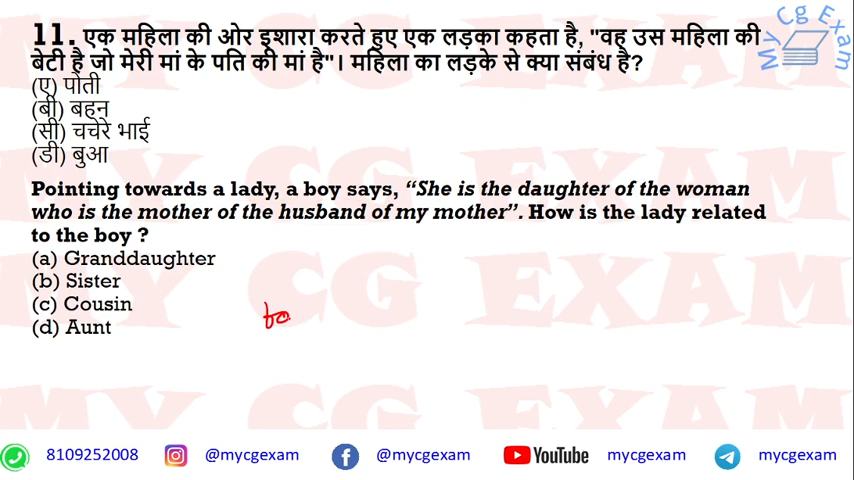 11. एक महिला की ओर इशारा करते हुए एक लड़का कहता है, "वह उस महिला की
बेटी है जो मेरी मां के पति की मां है"। महिला का लड़के से क्या संबंध है?
(ए) पोती
(बी) बहन
(सी) चचेरे भाई
(डी) बुआ
Pointing towards a lady, a boy says, “She is the daughter of the woman
who is the mother of the husband of my mother”. How is the lady related
to the boy ?
(a) Granddaughter
(b) Sister
(c) Cousin
(d) Aunt
My Cg Exam
MY CG EXAM
8109252008 @mycgexam @mycgexam YouTube mycgexam mycgexam